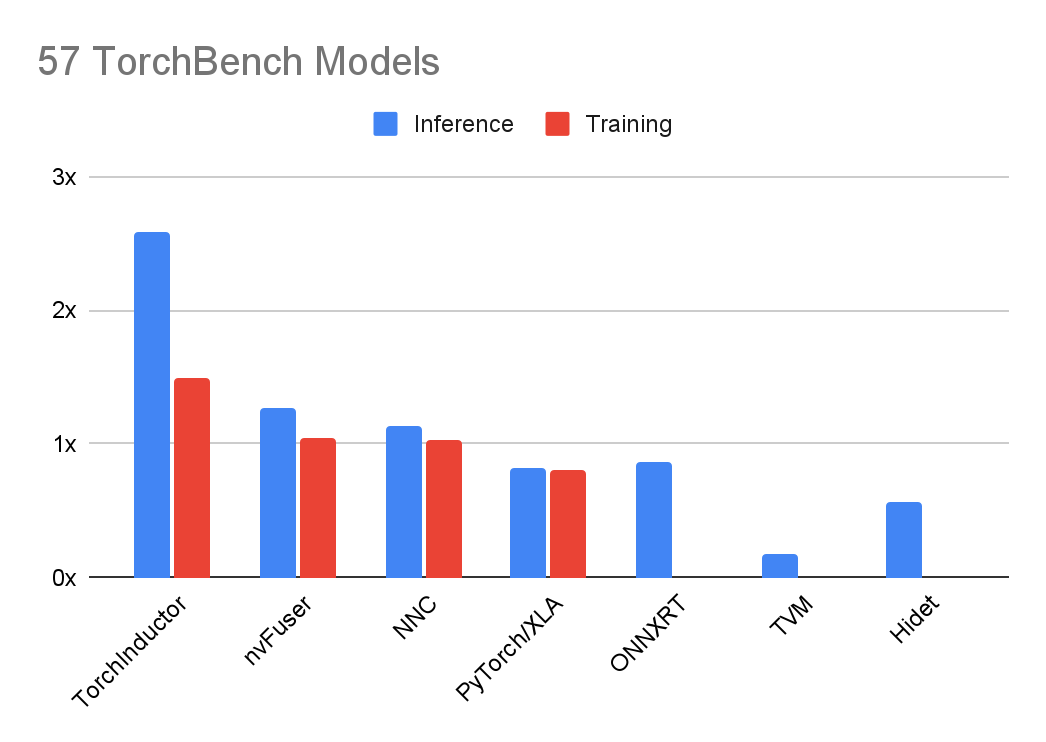 57 TorchBench Models
Inference
Training
3x
2x
1x
0x
TorchInductor
nvFuser
NNC
PyTorch/XLA
ONNXRT
TVM
Hidet